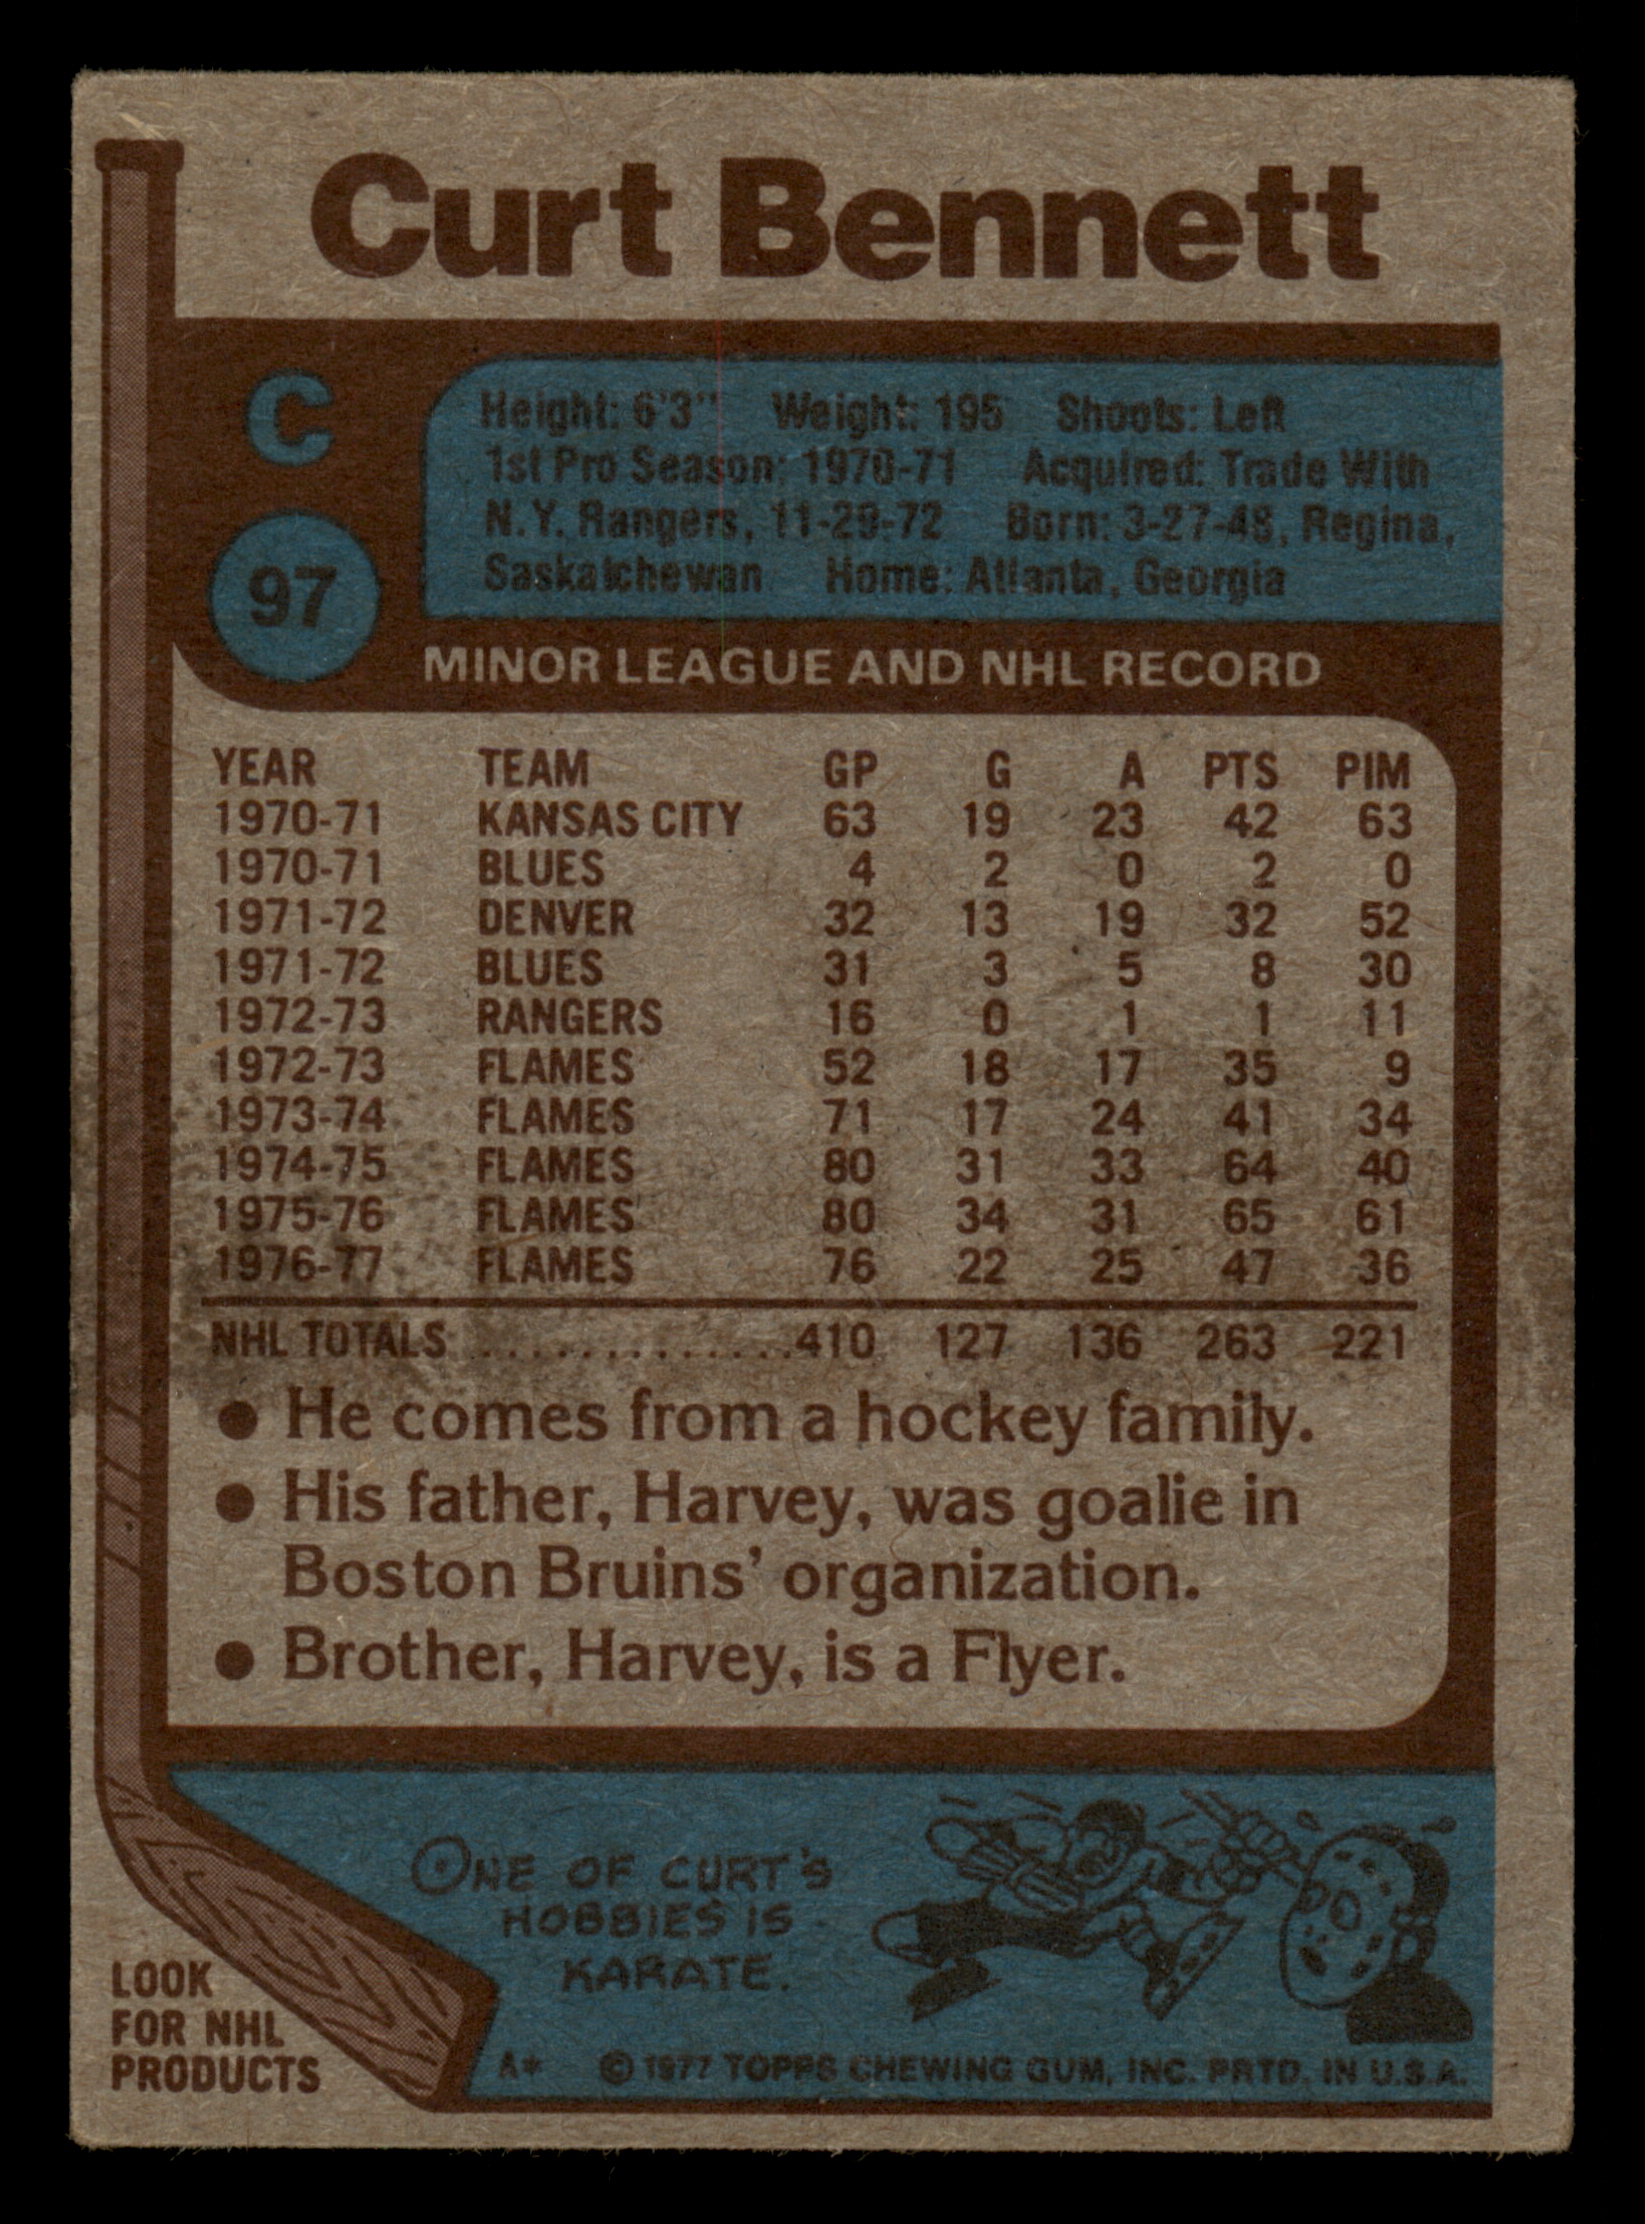 Curt Bennett
C
97
Height: 6'3" Weight: 195 Shoots: Left
1st Pro Season: 1970-71 Acquired: Trade With
N.Y. Rangers, 11-29-72 Born: 3-27-48, Regina,
Saskatchewan Home: Atlanta, Georgia
MINOR LEAGUE AND NHL RECORD
YEAR TEAM GP G A PTS PIM
1970-71 KANSAS CITY 63 19 23 42 63
1970-71 BLUES 4 2 0 2 0
1971-72 DENVER 32 13 19 32 52
1971-72 BLUES 31 3 5 8 30
1972-73 RANGERS 16 0 1 1 11
1972-73 FLAMES 52 18 17 35 9
1973-74 FLAMES 71 17 24 41 34
1974-75 FLAMES 80 31 33 64 40
1975-76 FLAMES 80 34 31 65 61
1976-77 FLAMES 76 22 25 47 36
NHL TOTALS ..............410 127 136 263 221
● He comes from a hockey family.
● His father, Harvey, was goalie in
Boston Bruins' organization.
● Brother, Harvey, is a Flyer.
ONE OF CURT'S
HOBBIES IS
KARATE.
LOOK
FOR NHL
PRODUCTS
A* © 1977 TOPPS CHEWING GUM, INC. PRTD. IN U.S.A.